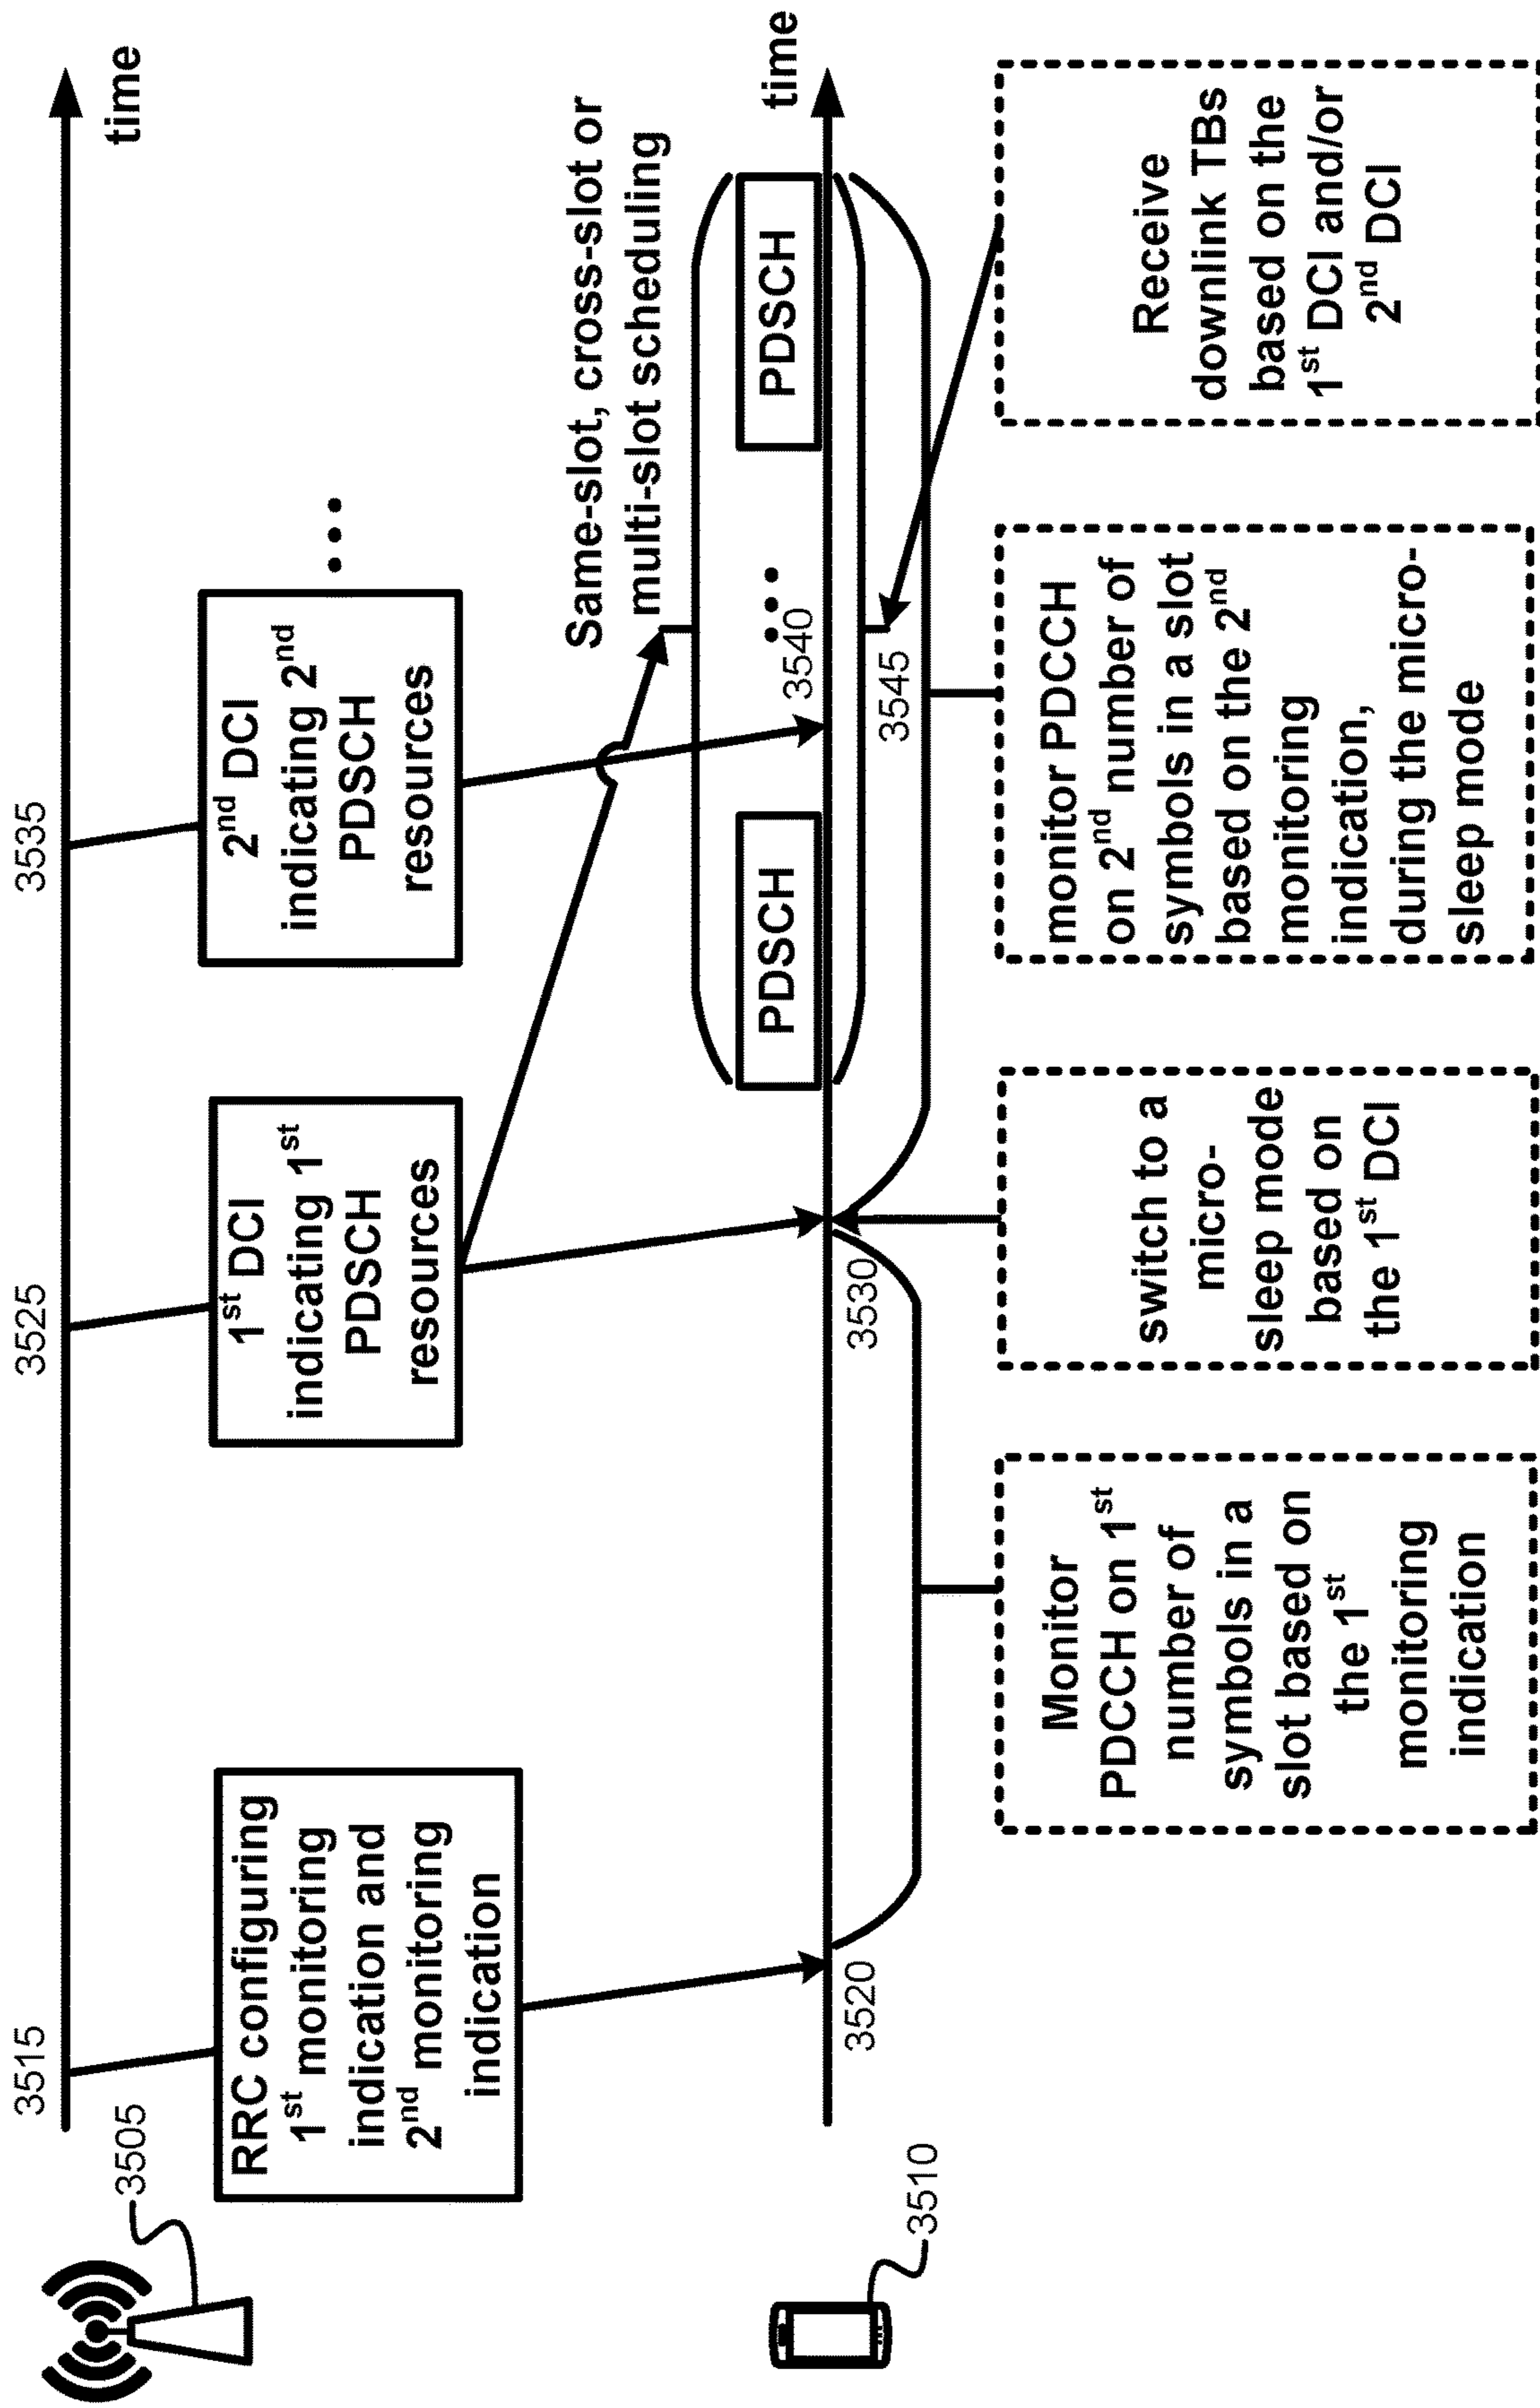 3515
3525
3535
time
3505
RRC configuring
1st monitoring
indication and
2nd monitoring
indication
1st DCI
indicating 1st
PDSCH
resources
2nd DCI
indicating 2nd
PDSCH
resources
...
Same-slot, cross-slot or
multi-slot scheduling
3510
3520
3530
PDSCH
...
3540
PDSCH
time
3545
Monitor
PDCCH on 1st
number of
symbols in a
slot based on
the 1st
monitoring
indication
switch to a
micro-
sleep mode
based on
the 1st DCI
monitor PDCCH
on 2nd number of
symbols in a slot
based on the 2nd
monitoring
indication,
during the micro-
sleep mode
Receive
downlink TBs
based on the
1st DCI and/or
2nd DCI